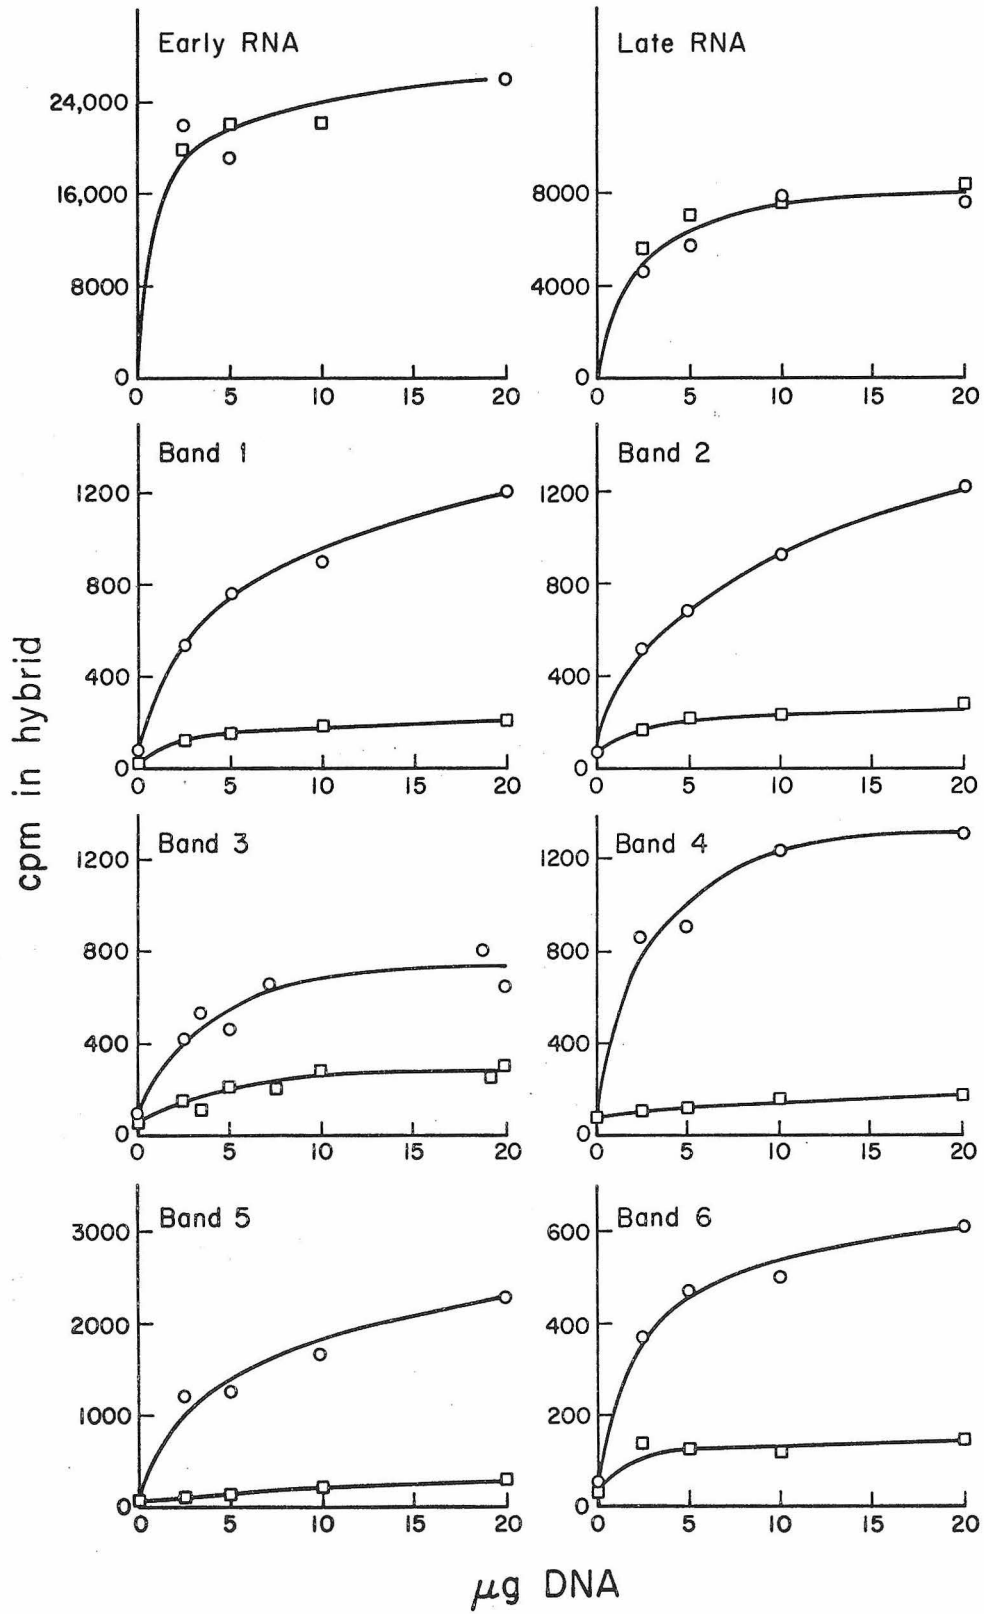 Early RNA
24,000
16,000
8000
0
0 5 10 15 20
Late RNA
8000
4000
0
0 5 10 15 20
Band 1
1200
800
400
0
0 5 10 15 20
Band 2
1200
800
400
0
0 5 10 15 20
Band 3
1200
800
400
0
0 5 10 15 20
Band 4
1200
800
400
0
0 5 10 15 20
Band 5
3000
2000
1000
0
0 5 10 15 20
Band 6
600
400
200
0
0 5 10 15 20
cpm in hybrid
μg DNA